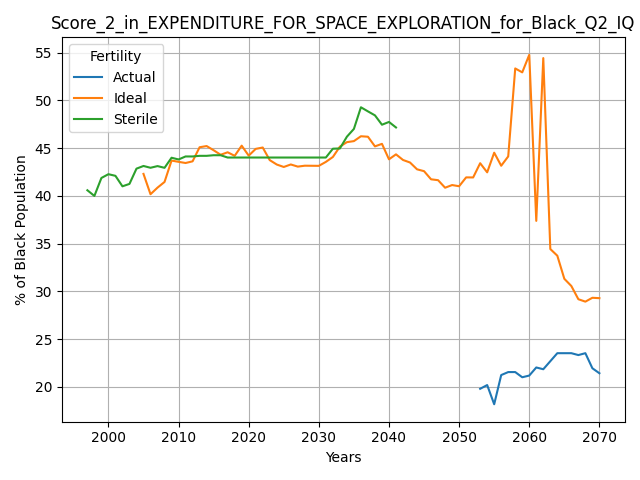 Score_2_in_EXPENDITURE_FOR_SPACE_EXPLORATION_for_Black_Q2_IQ
Fertility
Actual
Ideal
Sterile
% of Black Population
55
50
45
40
35
30
25
20
2000 2010 2020 2030 2040 2050 2060 2070
Years